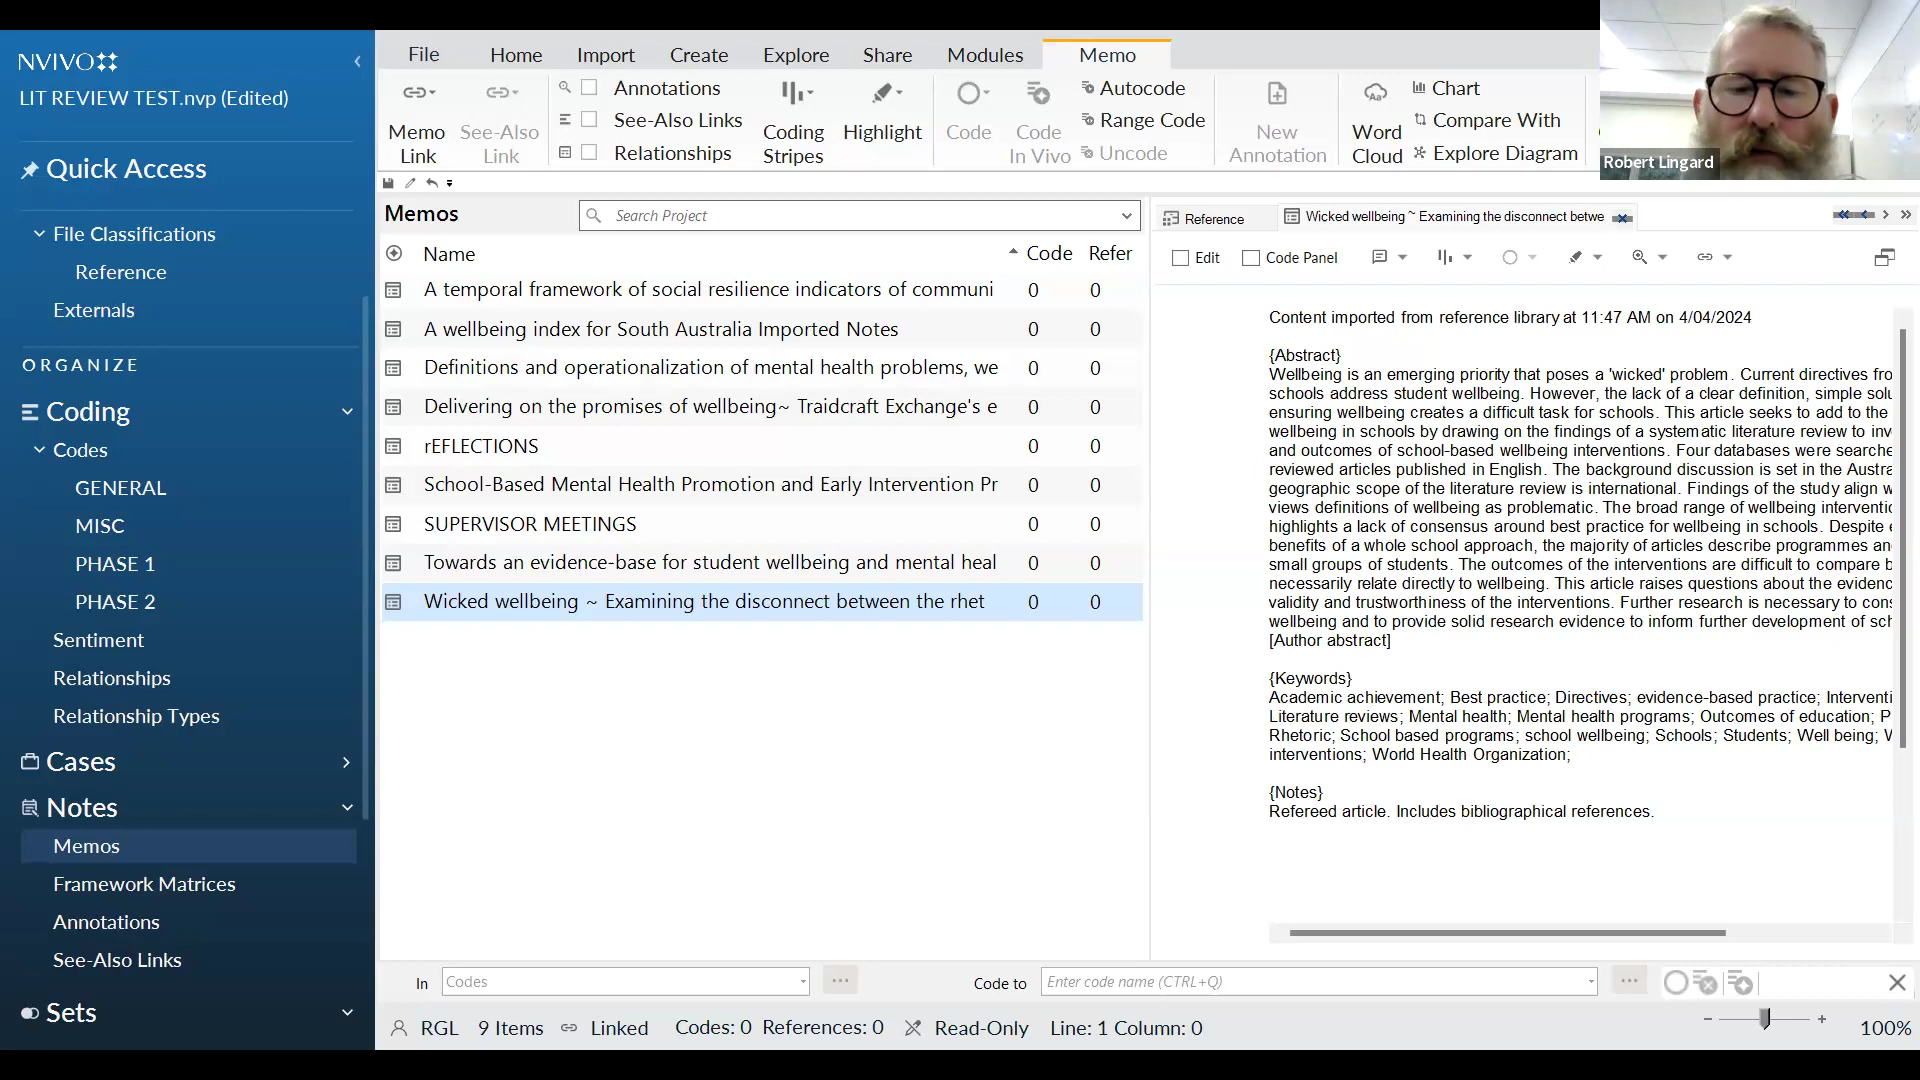 NVIVO
LIT REVIEW TEST.nvp (Edited)
Quick Access
File Classifications
Reference
Externals
ORGANIZE
Coding
Codes
GENERAL
MISC
PHASE 1
PHASE 2
Sentiment
Relationships
Relationship Types
Cases
Notes
Memos
Framework Matrices
Annotations
See-Also Links
Sets
File Home Import Create Explore Share Modules Memo
Memo Link
See-Also Link
Annotations
See-Also Links
Relationships
Coding Stripes
Highlight
Code
Code In Vivo
Autocode
Range Code
Uncode
New Annotation
Word Cloud
Chart
Compare With
Explore Diagram
Robert Lingard
Memos
Search Project
Name Code Refer
A temporal framework of social resilience indicators of communi 0 0
A wellbeing index for South Australia Imported Notes 0 0
Definitions and operationalization of mental health problems, we 0 0
Delivering on the promises of wellbeing~ Traidcraft Exchange's e 0 0
rEFLECTIONS 0 0
School-Based Mental Health Promotion and Early Intervention Pr 0 0
SUPERVISOR MEETINGS 0 0
Towards an evidence-base for student wellbeing and mental heal 0 0
Wicked wellbeing ~ Examining the disconnect between the rhet 0 0
Reference
Wicked wellbeing ~ Examining the disconnect betwe
Edit Code Panel
Content imported from reference library at 11:47 AM on 4/04/2024
{Abstract}
Wellbeing is an emerging priority that poses a 'wicked' problem. Current directives fro
schools address student wellbeing. However, the lack of a clear definition, simple solu
ensuring wellbeing creates a difficult task for schools. This article seeks to add to the
wellbeing in schools by drawing on the findings of a systematic literature review to inv
and outcomes of school-based wellbeing interventions. Four databases were searche
reviewed articles published in English. The background discussion is set in the Austra
geographic scope of the literature review is international. Findings of the study align w
views definitions of wellbeing as problematic. The broad range of wellbeing interventic
highlights a lack of consensus around best practice for wellbeing in schools. Despite e
benefits of a whole school approach, the majority of articles describe programmes an
small groups of students. The outcomes of the interventions are difficult to compare b
necessarily relate directly to wellbeing. This article raises questions about the evidenc
validity and trustworthiness of the interventions. Further research is necessary to cons
wellbeing and to provide solid research evidence to inform further development of sch
[Author abstract]
{Keywords}
Academic achievement; Best practice; Directives; evidence-based practice; Interventi
Literature reviews; Mental health; Mental health programs; Outcomes of education; P
Rhetoric; School based programs; school wellbeing; Schools; Students; Well being; W
interventions; World Health Organization;
{Notes}
Refereed article. Includes bibliographical references.
In Codes ... Code to Enter code name (CTRL+Q) ...
RGL 9 Items Linked Codes: 0 References: 0 Read-Only Line: 1 Column: 0 100%